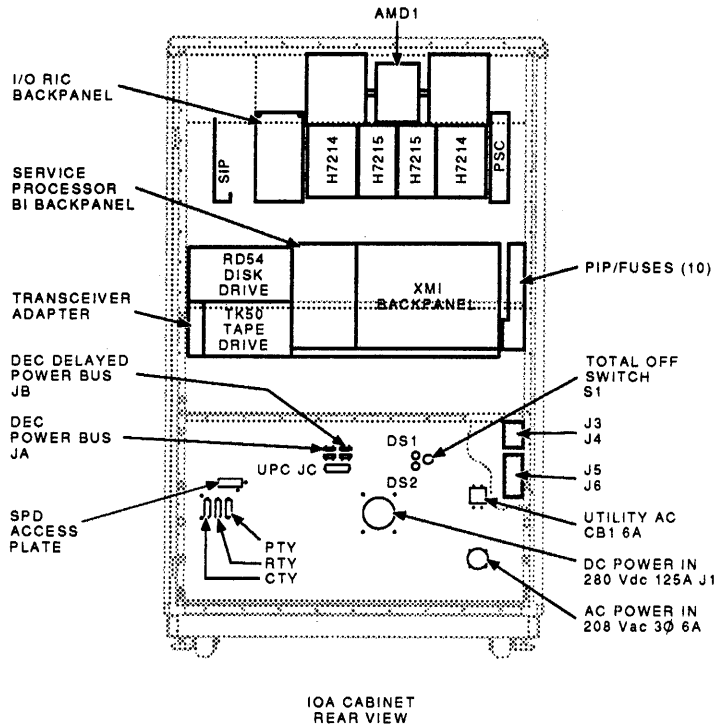 AMD1
I/O RIC
BACKPANEL
SIP
H7214
H7215
H7215
H7214
PSC
SERVICE
PROCESSOR
BI BACKPANEL
RD54
DISK
DRIVE
XMI
BACKPANEL
PIP/FUSES (10)
TRANSCEIVER
ADAPTER
TK50
TAPE
DRIVE
DEC DELAYED
POWER BUS
JB
TOTAL OFF
SWITCH
S1
DEC
POWER BUS
JA
DS1
J3
J4
UPC JC
DS2
J5
J6
SPD
ACCESS
PLATE
UTILITY AC
CB1 6A
PTY
RTY
CTY
DC POWER IN
280 Vdc 125A J1
AC POWER IN
208 Vac 3Ø 6A
IOA CABINET
REAR VIEW